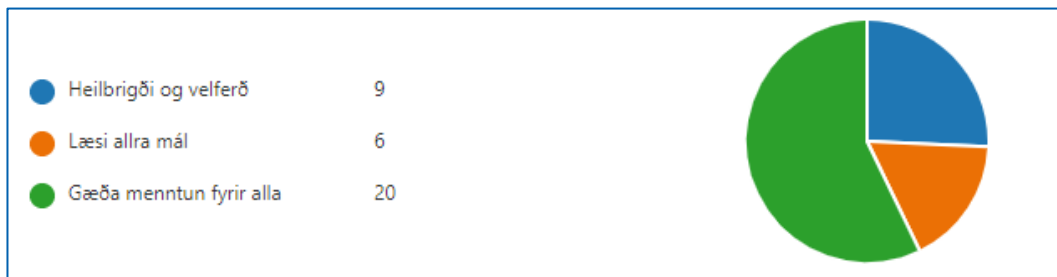 Heilbrigði og velferð 9
Læsi allra mál 6
Gæða menntun fyrir alla 20